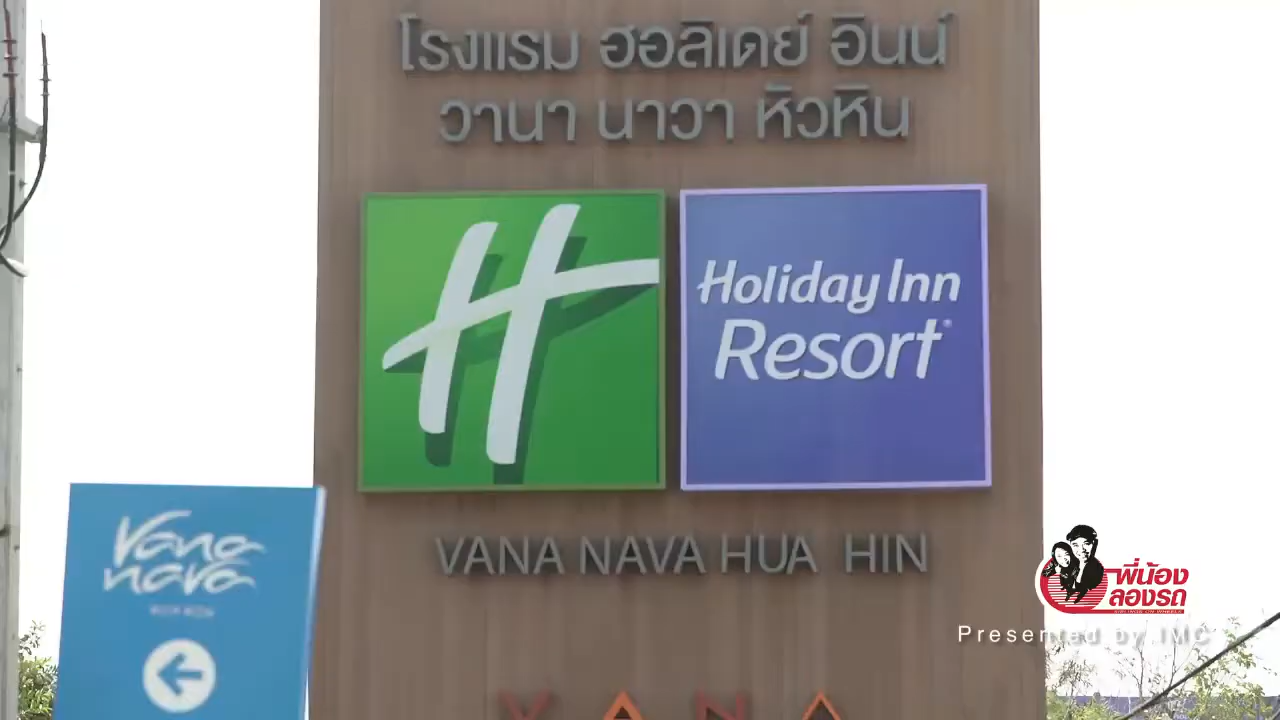 โรงแรม ฮอลิเดย์ อินน์
วานา นาวา หัวหิน
Holiday Inn
Resort®
VANA NAVA HUA HIN
Vana
nava
VANA
พี่น้อง
ลองรถ
Presented by IMC